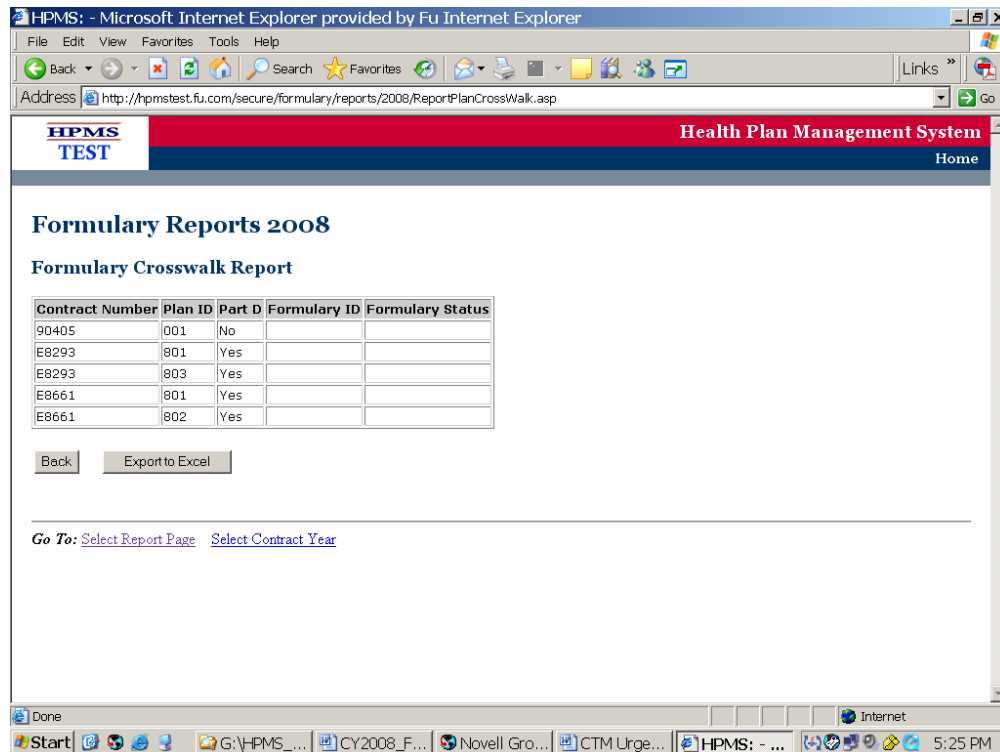 HPMS: - Microsoft Internet Explorer provided by Fu Internet Explorer
File Edit View Favorites Tools Help
Back Search Favorites Links »
Address http://hpmstest.fu.com/secure/formulary/reports/2008/ReportPlanCrossWalk.asp Go
HPMS Health Plan Management System
TEST Home
Formulary Reports 2008
Formulary Crosswalk Report
Contract Number Plan ID Part D Formulary ID Formulary Status
90405 001 No
E8293 801 Yes
E8293 803 Yes
E8661 801 Yes
E8661 802 Yes
Back Export to Excel
Go To: Select Report Page Select Contract Year
Done Internet
Start G:\HPMS_... CY2008_F... Novell Gro... CTM Urge... HPMS: - ... 5:25 PM